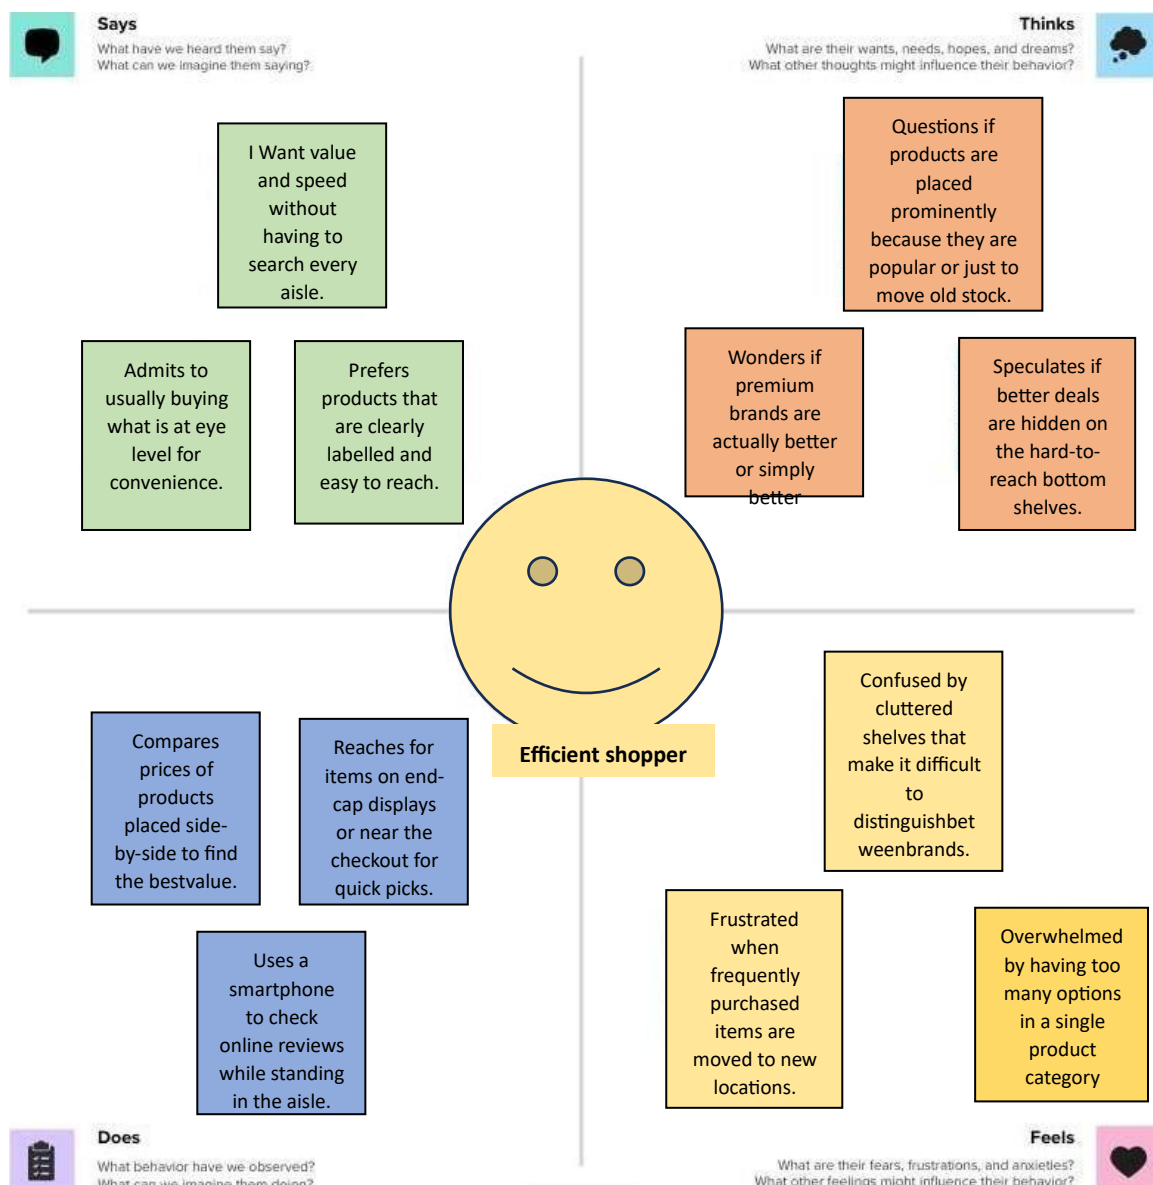 Says
What have we heard them say?
What can we imagine them saying?
Thinks
What are their wants, needs, hopes, and dreams?
What other thoughts might influence their behavior?
I Want value
and speed
without
having to
search every
aisle.
Admits to
usually buying
what is at eye
level for
convenience.
Prefers
products that
are clearly
labelled and
easy to reach.
Questions if
products are
placed
prominently
because they are
popular or just to
move old stock.
Wonders if
premium
brands are
actually better
or simply
better
Speculates if
better deals
are hidden on
the hard-to-
reach bottom
shelves.
Efficient shopper
Compares
prices of
products
placed side-
by-side to find
the bestvalue.
Reaches for
items on end-
cap displays
or near the
checkout for
quick picks.
Uses a
smartphone
to check
online reviews
while standing
in the aisle.
Confused by
cluttered
shelves that
make it difficult
to
distinguishbet
weenbrands.
Frustrated
when
frequently
purchased
items are
moved to new
locations.
Overwhelmed
by having too
many options
in a single
product
category
Does
What behavior have we observed?
What can we imagine them doing?
Feels
What are their fears, frustrations, and anxieties?
What other feelings might influence their behavior?